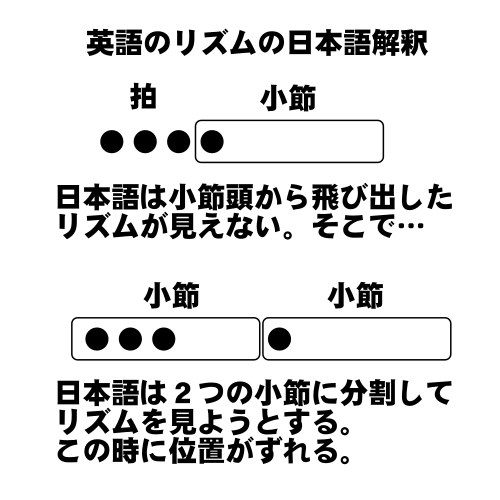 英語のリズムの日本語解釈
拍
小節
日本語は小節頭から飛び出した
リズムが見えない。そこで…
小節
小節
日本語は２つの小節に分割して
リズムを見ようとする。
この時に位置がずれる。